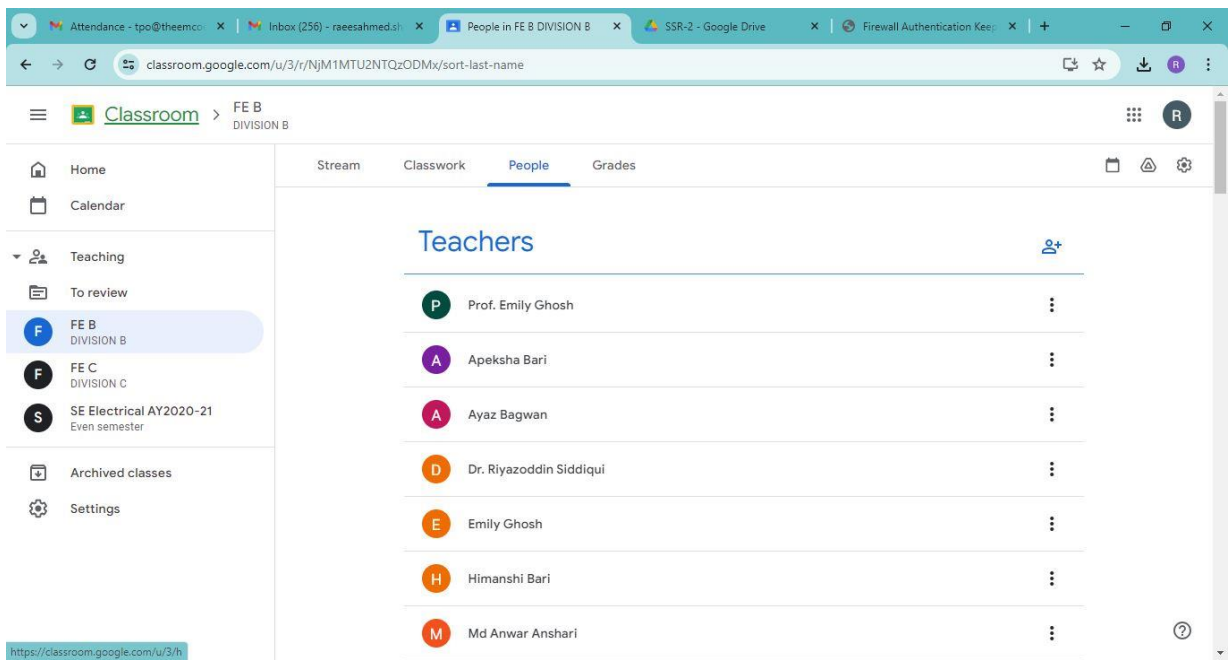 Attendance - tpo@theemco
Inbox (256) - raeesahmed.sh
People in FE B DIVISION B
SSR-2 - Google Drive
Firewall Authentication Keep
classroom.google.com/u/3/r/NjM1MTU2NTQzODMx/sort-last-name
R
Classroom > FE B
DIVISION B
R
Home
Calendar
Teaching
To review
F
FE B
DIVISION B
F
FE C
DIVISION C
S
SE Electrical AY2020-21
Even semester
Archived classes
Settings
Stream Classwork People Grades
Teachers
P Prof. Emily Ghosh
A Apeksha Bari
A Ayaz Bagwan
D Dr. Riyazoddin Siddiqui
E Emily Ghosh
H Himanshi Bari
M Md Anwar Anshari
https://classroom.google.com/u/3/h